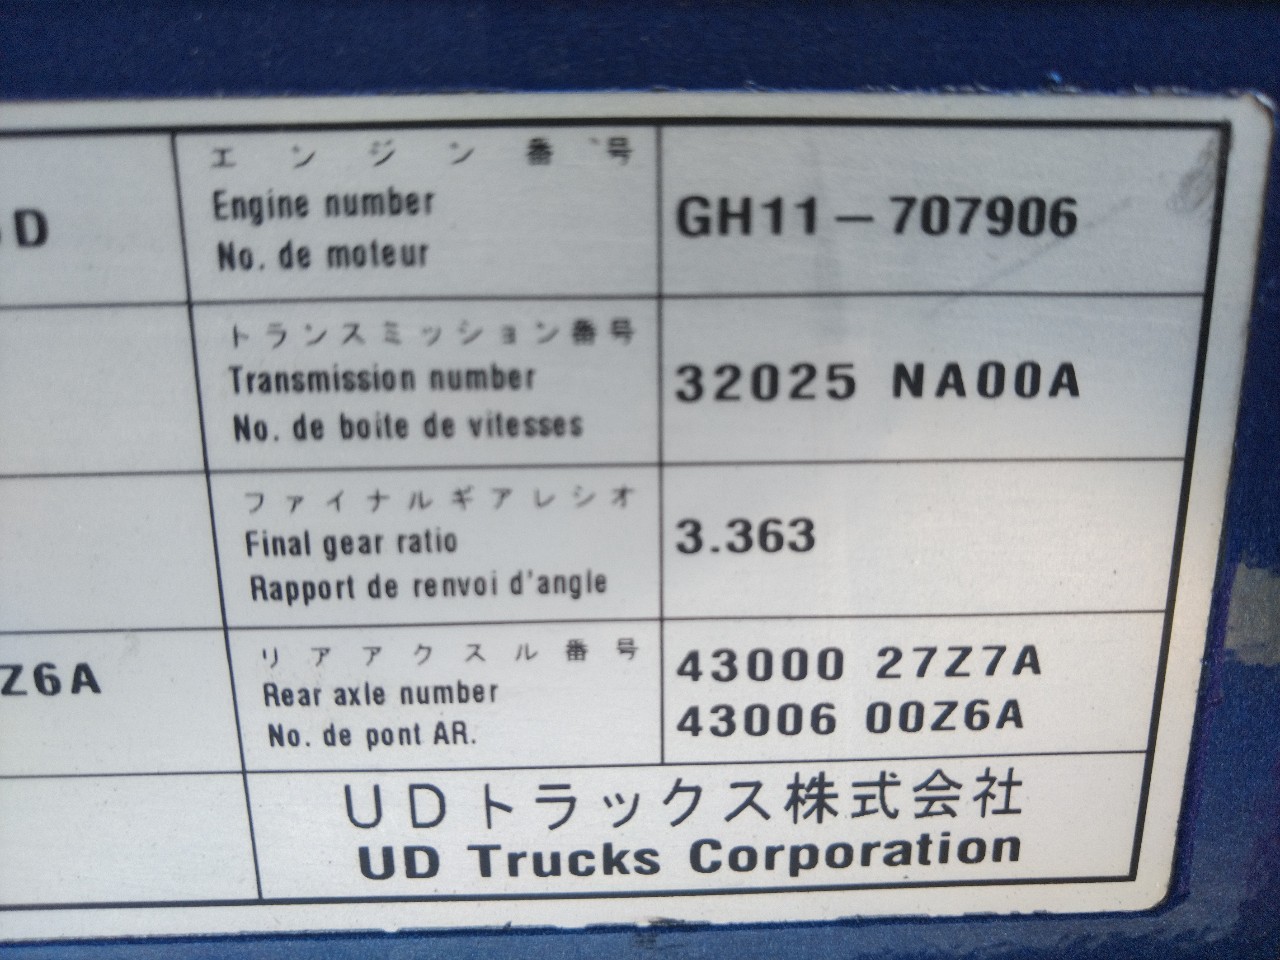 D
エンジン番号
Engine number
No. de moteur
GH11－707906
トランスミッション番号
Transmission number
No. de boite de vitesses
32025 NA00A
ファイナルギアレシオ
Final gear ratio
Rapport de renvoi d'angle
3.363
Z6A
リアアクスル番号
Rear axle number
No. de pont AR.
43000 27Z7A
43006 00Z6A
UDトラックス株式会社
UD Trucks Corporation